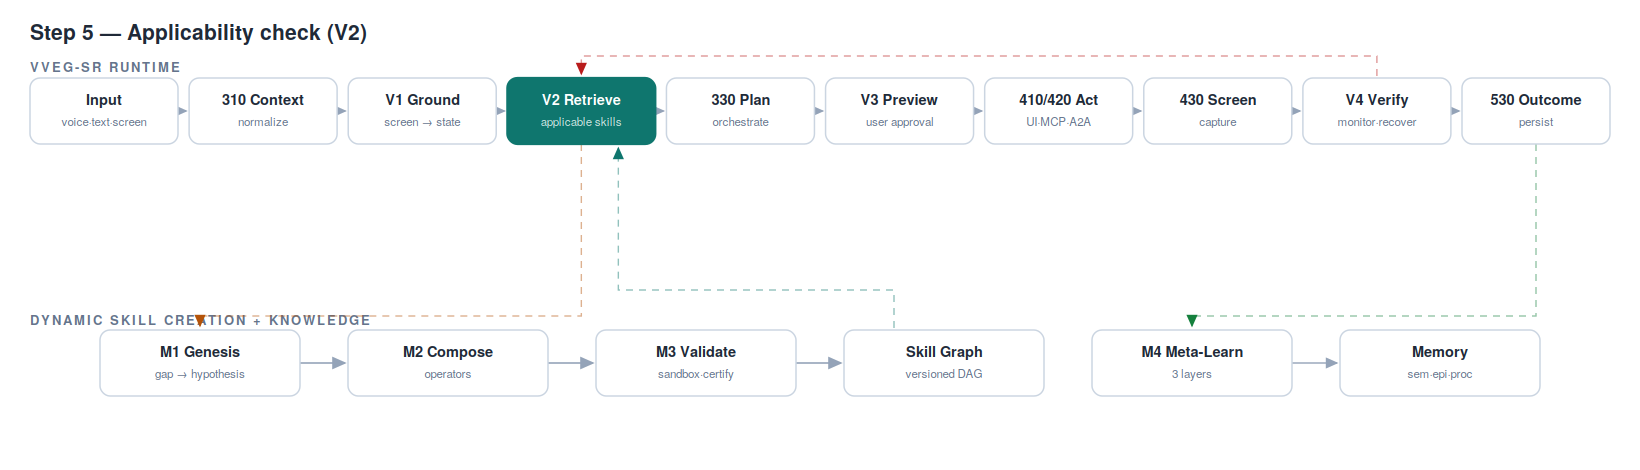 Step 5 — Applicability check (V2)
VVEG-SR RUNTIME
Input
voice·text·screen
310 Context
normalize
V1 Ground
screen → state
V2 Retrieve
applicable skills
330 Plan
orchestrate
V3 Preview
user approval
410/420 Act
UI·MCP·A2A
430 Screen
capture
V4 Verify
monitor·recover
530 Outcome
persist
DYNAMIC SKILL CREATION + KNOWLEDGE
M1 Genesis
gap → hypothesis
M2 Compose
operators
M3 Validate
sandbox·certify
Skill Graph
versioned DAG
M4 Meta-Learn
3 layers
Memory
sem·epi·proc